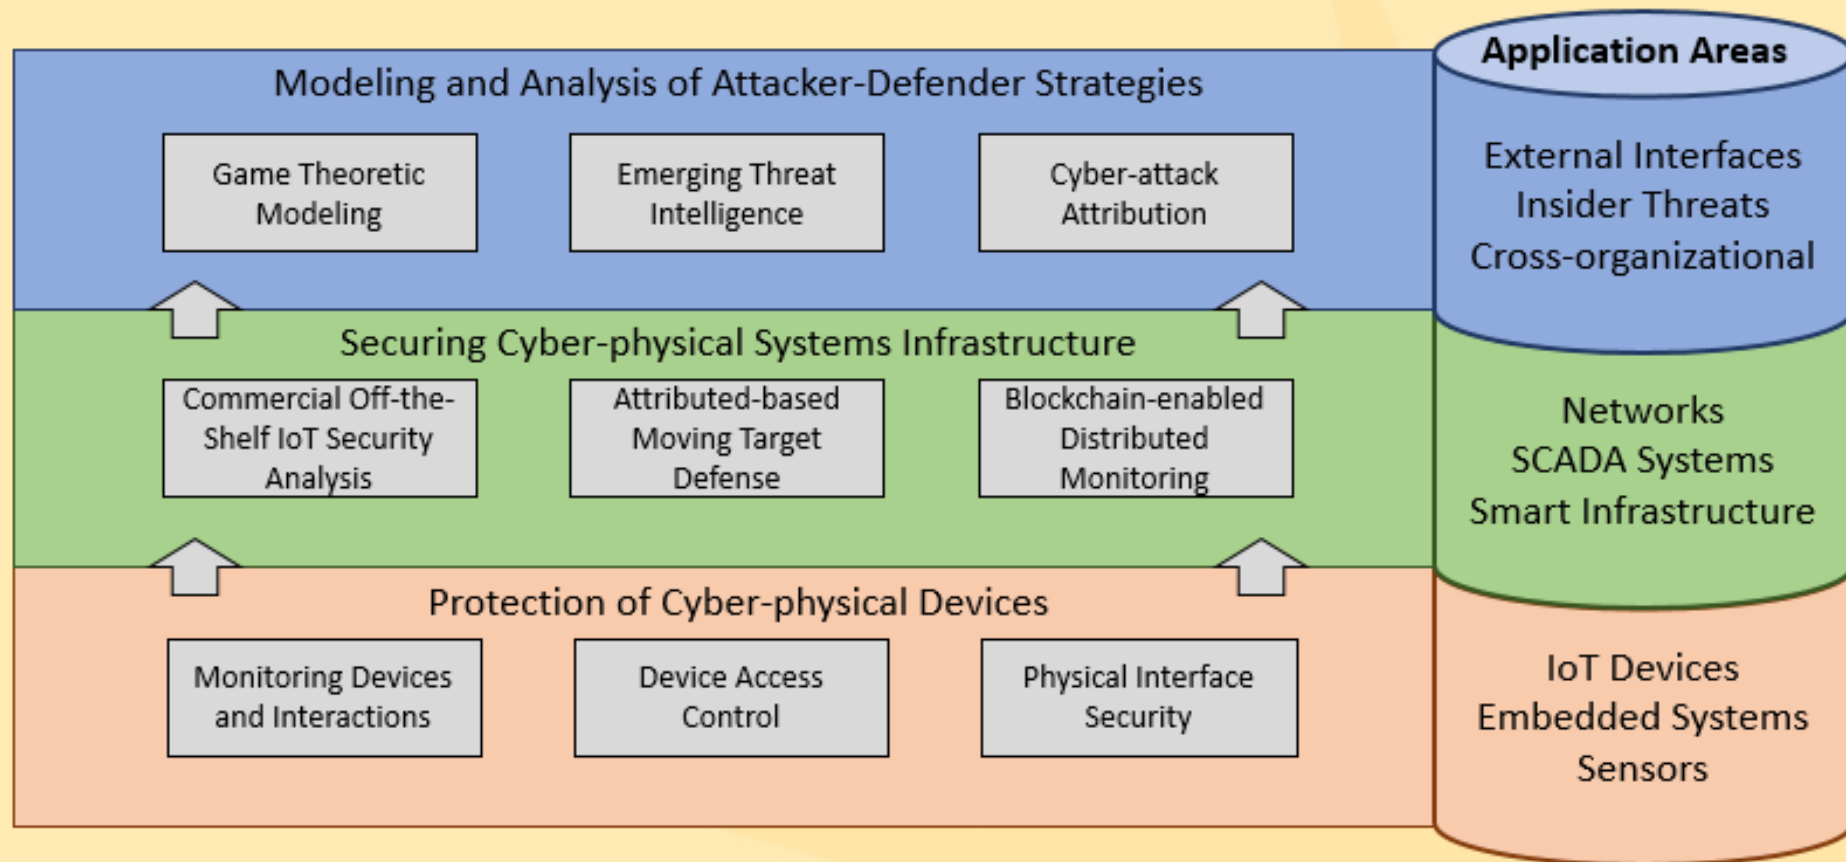 Application Areas
Modeling and Analysis of Attacker-Defender Strategies
Game Theoretic
Modeling
Emerging Threat
Intelligence
Cyber-attack
Attribution
External Interfaces
Insider Threats
Cross-organizational
Securing Cyber-physical Systems Infrastructure
Commercial Off-the-
Shelf IoT Security
Analysis
Attributed-based
Moving Target
Defense
Blockchain-enabled
Distributed
Monitoring
Networks
SCADA Systems
Smart Infrastructure
Protection of Cyber-physical Devices
Monitoring Devices
and Interactions
Device Access
Control
Physical Interface
Security
IoT Devices
Embedded Systems
Sensors